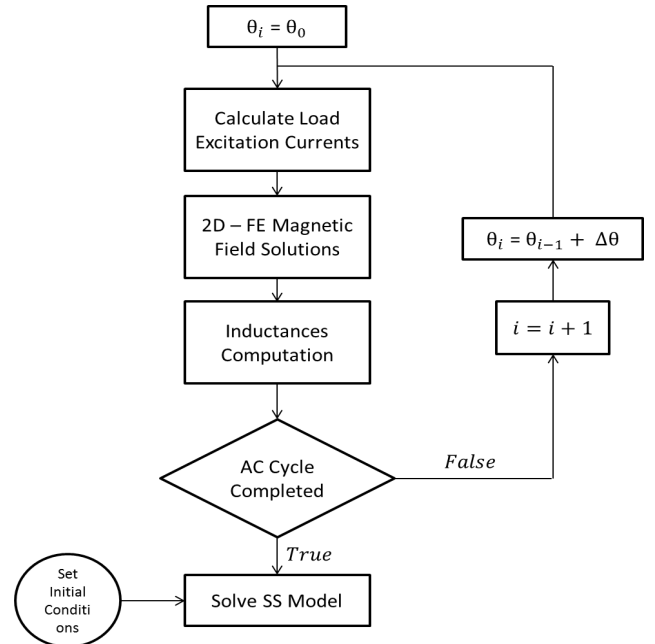 θᵢ = θ₀
Calculate Load
Excitation Currents
2D – FE Magnetic
Field Solutions
θᵢ = θᵢ₋₁ + Δθ
Inductances
Computation
i = i + 1
AC Cycle
Completed
False
True
Set
Initial
Conditi
ons
Solve SS Model